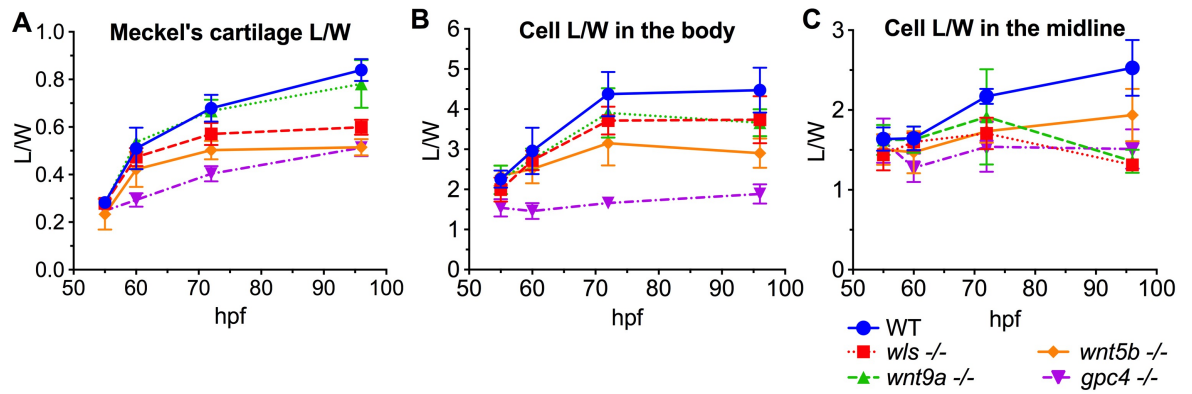 A
Meckel's cartilage L/W
1.0
0.8
0.6
0.4
0.2
0.0
L/W
50 60 70 80 90 100
hpf
B
Cell L/W in the body
6
5
4
3
2
1
0
L/W
50 60 70 80 90 100
hpf
C
Cell L/W in the midline
3
2
1
0
L/W
50 60 70 80 90 100
hpf
WT
wls -/-
wnt5b -/-
wnt9a -/-
gpc4 -/-